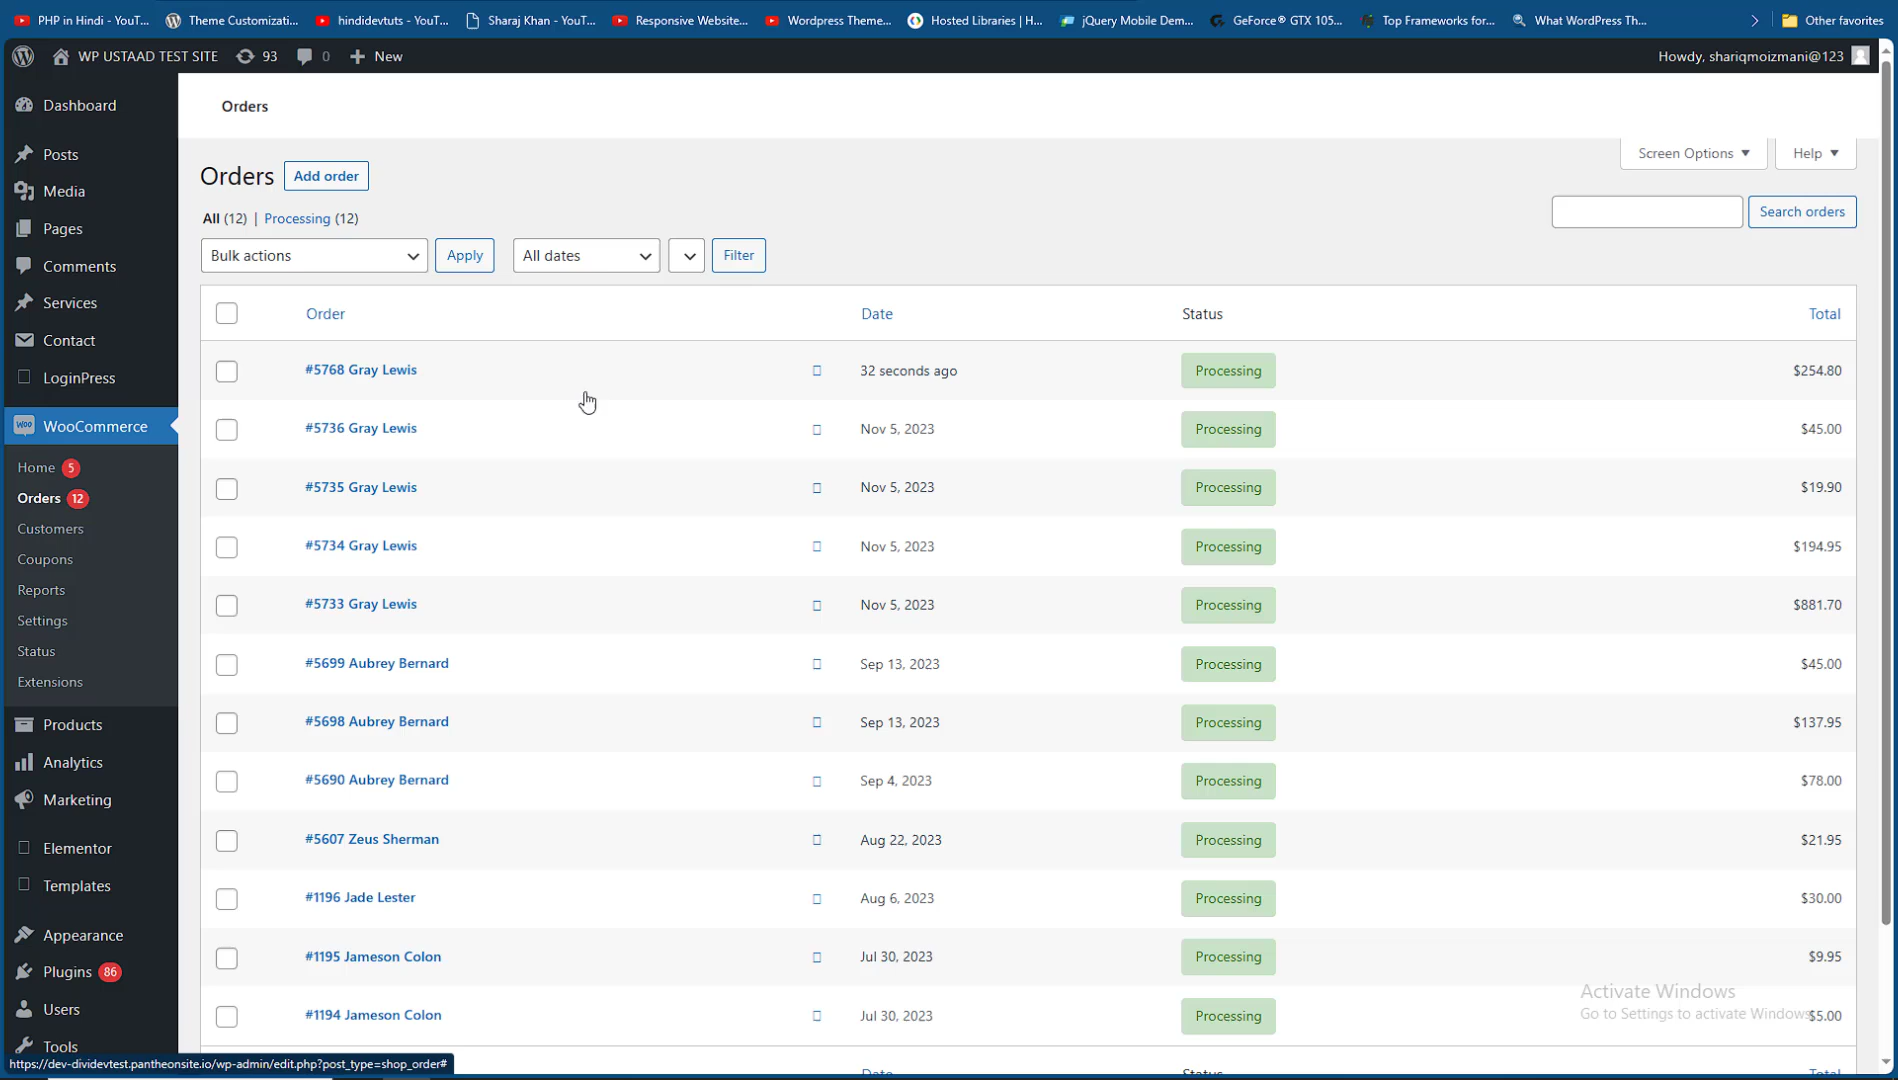 PHP in Hindi - YouT...
Theme Customizati...
hindidevtuts - YouT...
Sharaj Khan - YouT...
Responsive Website...
Wordpress Theme...
Hosted Libraries | H...
jQuery Mobile Dem...
GeForce® GTX 105...
Top Frameworks for...
What WordPress Th...
Other favorites
WP USTAAD TEST SITE
93
0
New
Howdy, shariqmoizmani@123
Dashboard
Posts
Media
Pages
Comments
Services
Contact
LoginPress
WooCommerce
Home 5
Orders 12
Customers
Coupons
Reports
Settings
Status
Extensions
Products
Analytics
Marketing
Elementor
Templates
Appearance
Plugins 86
Users
Tools
Orders
Screen Options
Help
Orders
Add order
All (12) | Processing (12)
Search orders
Bulk actions
Apply
All dates
Filter
Order Date Status Total
#5768 Gray Lewis 32 seconds ago Processing $254.80
#5736 Gray Lewis Nov 5, 2023 Processing $45.00
#5735 Gray Lewis Nov 5, 2023 Processing $19.90
#5734 Gray Lewis Nov 5, 2023 Processing $194.95
#5733 Gray Lewis Nov 5, 2023 Processing $881.70
#5699 Aubrey Bernard Sep 13, 2023 Processing $45.00
#5698 Aubrey Bernard Sep 13, 2023 Processing $137.95
#5690 Aubrey Bernard Sep 4, 2023 Processing $78.00
#5607 Zeus Sherman Aug 22, 2023 Processing $21.95
#1196 Jade Lester Aug 6, 2023 Processing $30.00
#1195 Jameson Colon Jul 30, 2023 Processing $9.95
#1194 Jameson Colon Jul 30, 2023 Processing $5.00
Date Status Total
Activate Windows
Go to Settings to activate Windows
https://dev-dividevtest.pantheonsite.io/wp-admin/edit.php?post_type=shop_order#